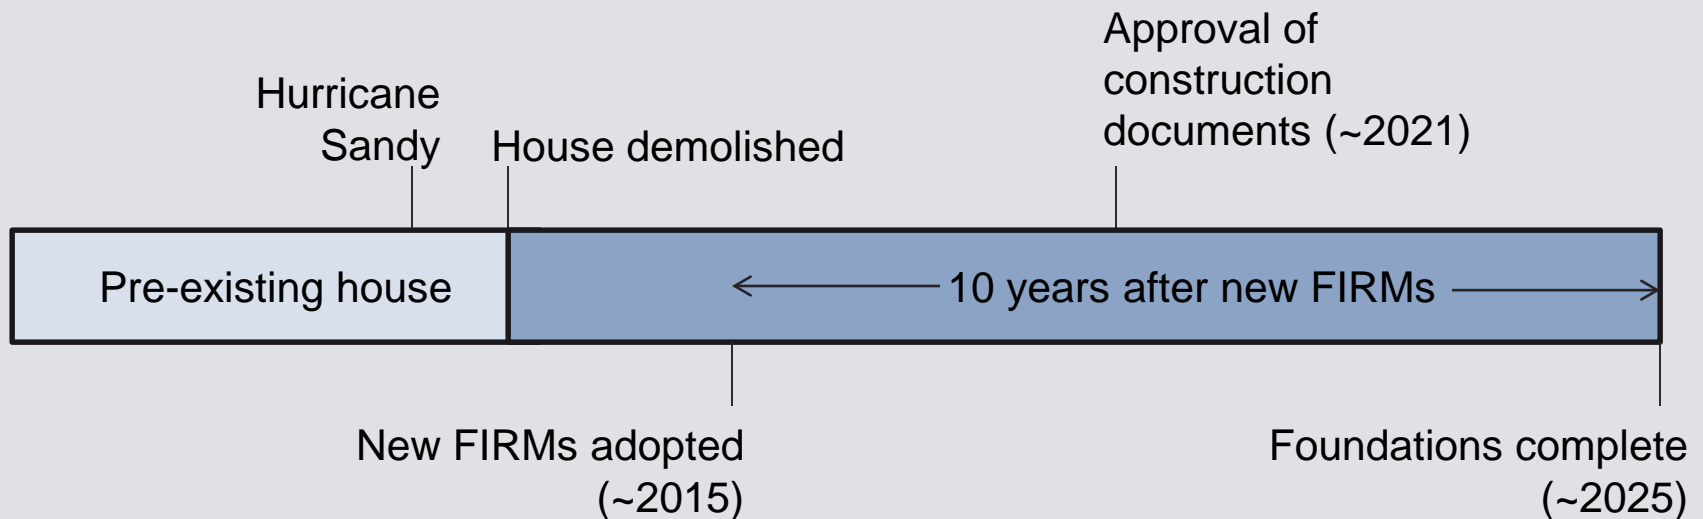 Hurricane
Sandy
House demolished
Approval of
construction
documents (~2021)
Pre-existing house
10 years after new FIRMs
New FIRMs adopted
(~2015)
Foundations complete
(~2025)